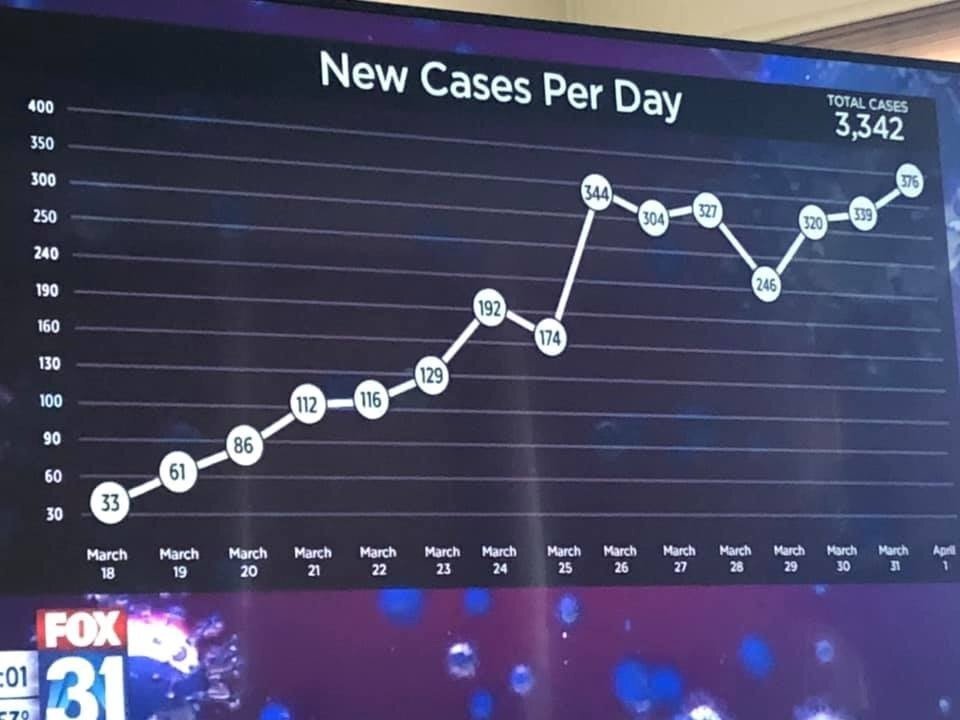 New Cases Per Day
TOTAL CASES
3,342
400
350
300
250
240
190
160
130
100
90
60
30
33
61
86
112
116
129
192
174
344
304
327
246
320
339
376
March 18
March 19
March 20
March 21
March 22
March 23
March 24
March 25
March 26
March 27
March 28
March 29
March 30
March 31
April 1
FOX
31
:01
57°